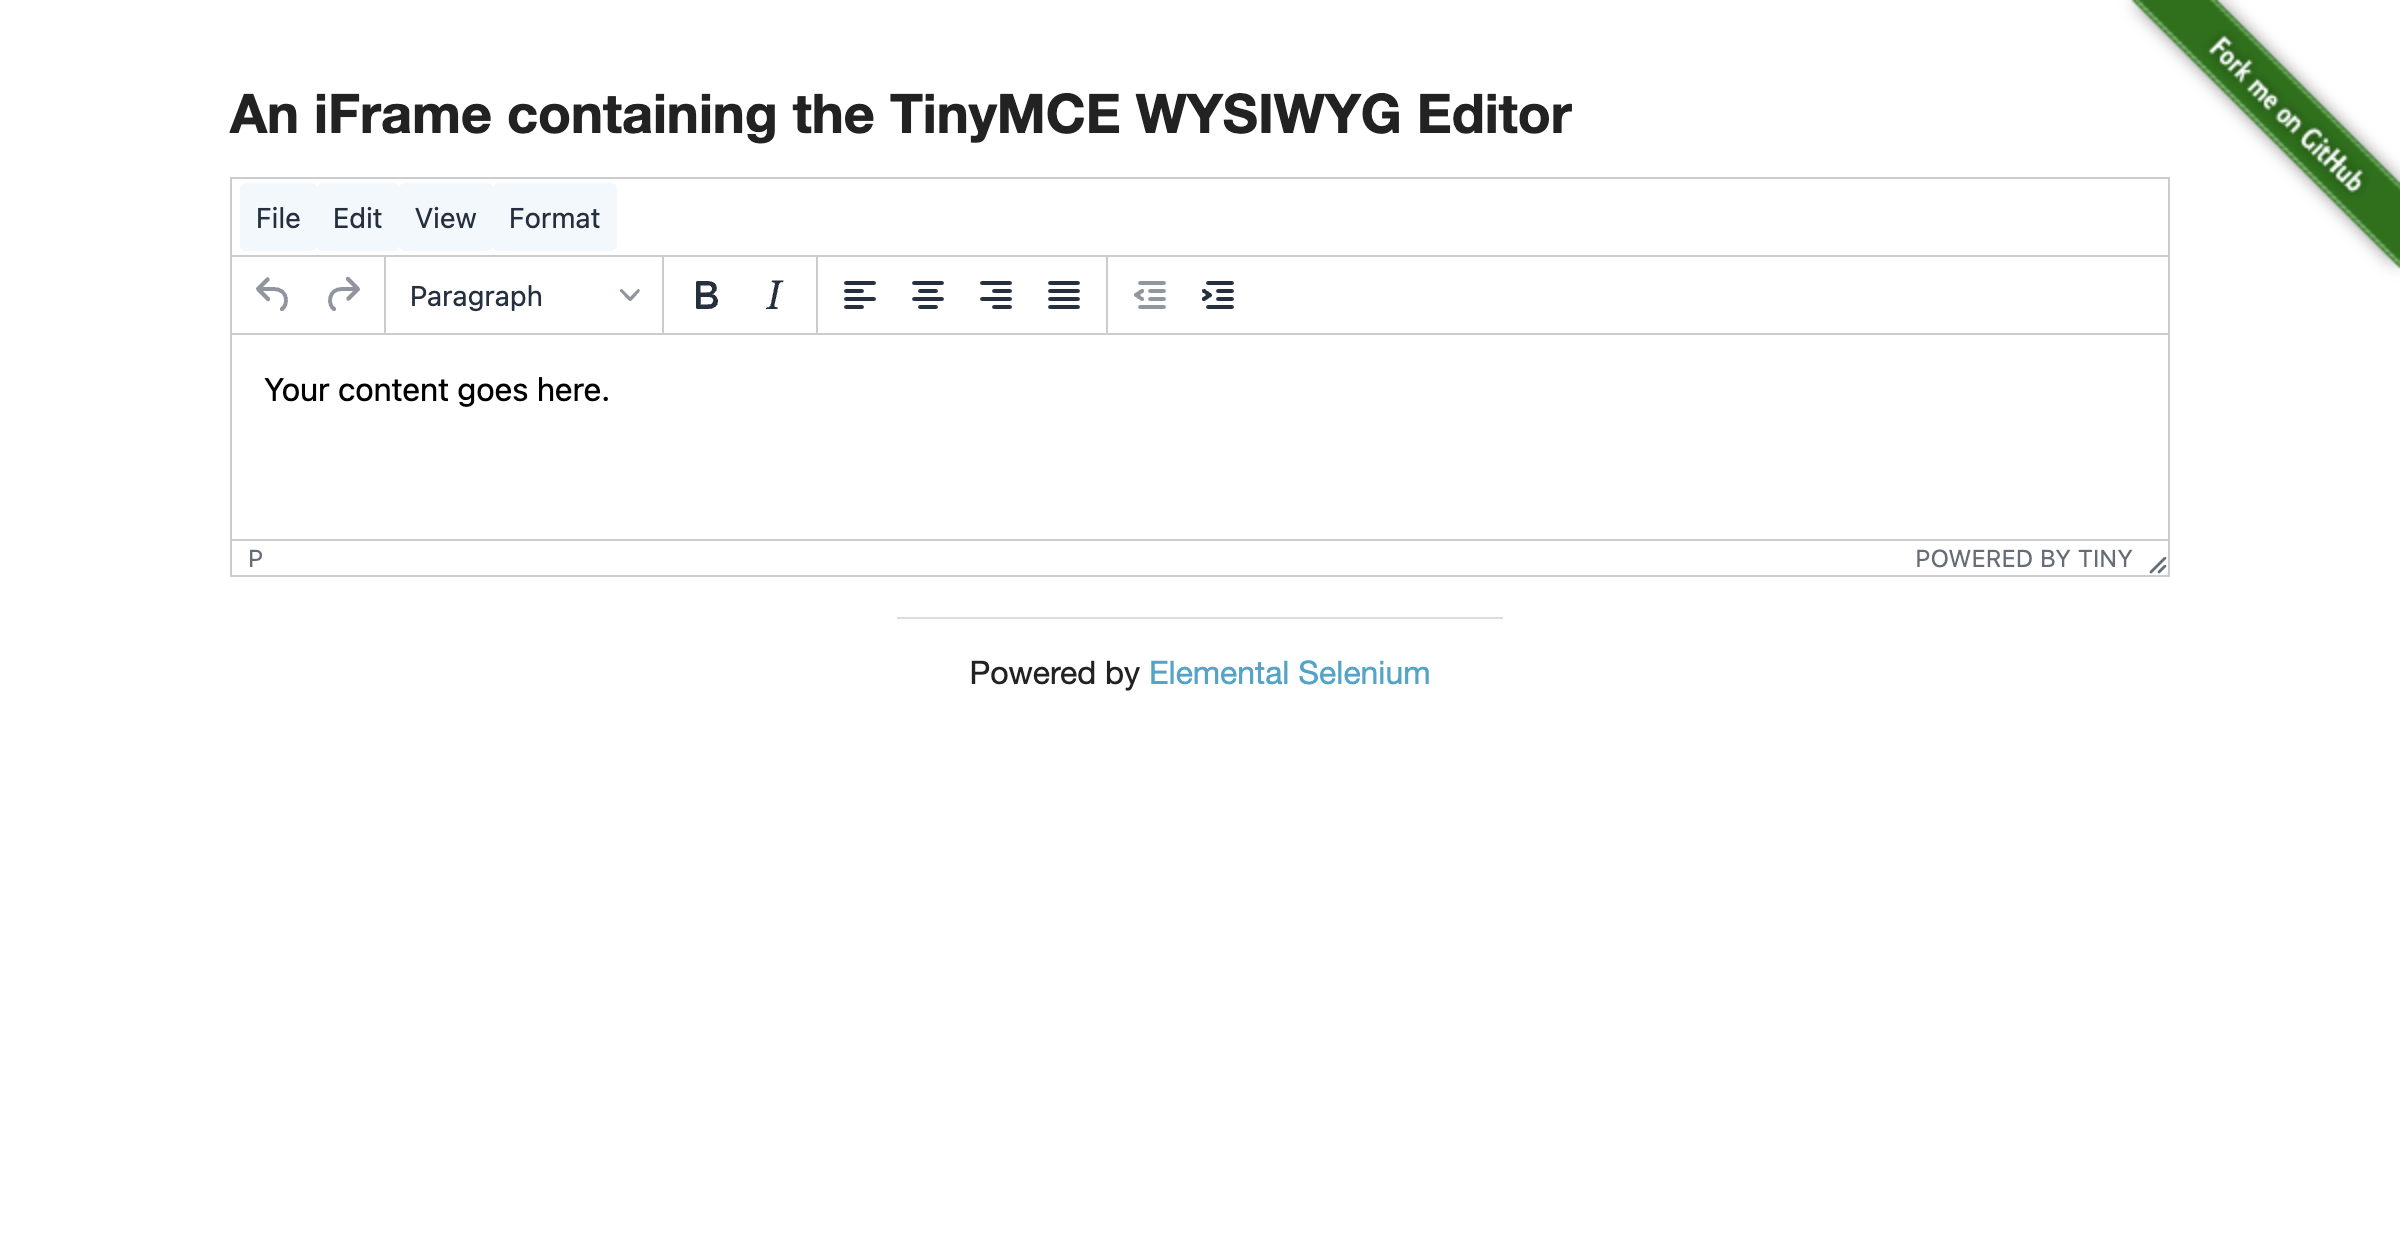 Fork me on GitHub
An iFrame containing the TinyMCE WYSIWYG Editor
File Edit View Format
Paragraph B I
Your content goes here.
P POWERED BY TINY
Powered by Elemental Selenium